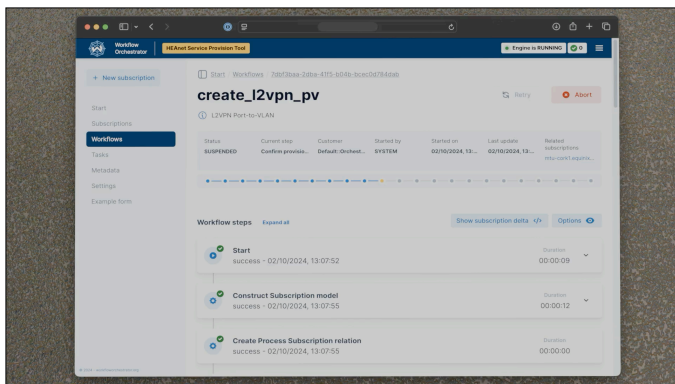 Workflow
Orchestrator
HEAnet Service Provision Tool
Engine is RUNNING
0
+ New subscription
Start
Subscriptions
Workflows
Tasks
Metadata
Settings
Example form
Start Workflows
create_l2vpn_pv
Retry
Abort
L2VPN Port-to-VLAN
Status
SUSPENDED
Current step
Confirm provisio...
Customer
Default::Orchest...
Started by
SYSTEM
Started on
02/10/2024, 13:...
Last update
02/10/2024, 13:...
Related
subscriptions
Workflow steps Expand all
Show subscription delta
Options
Start
success - 02/10/2024, 13:07:52
Duration
00:00:09
Construct Subscription model
success - 02/10/2024, 13:07:55
Duration
00:00:12
Create Process Subscription relation
success - 02/10/2024, 13:07:55
Duration
00:00:00